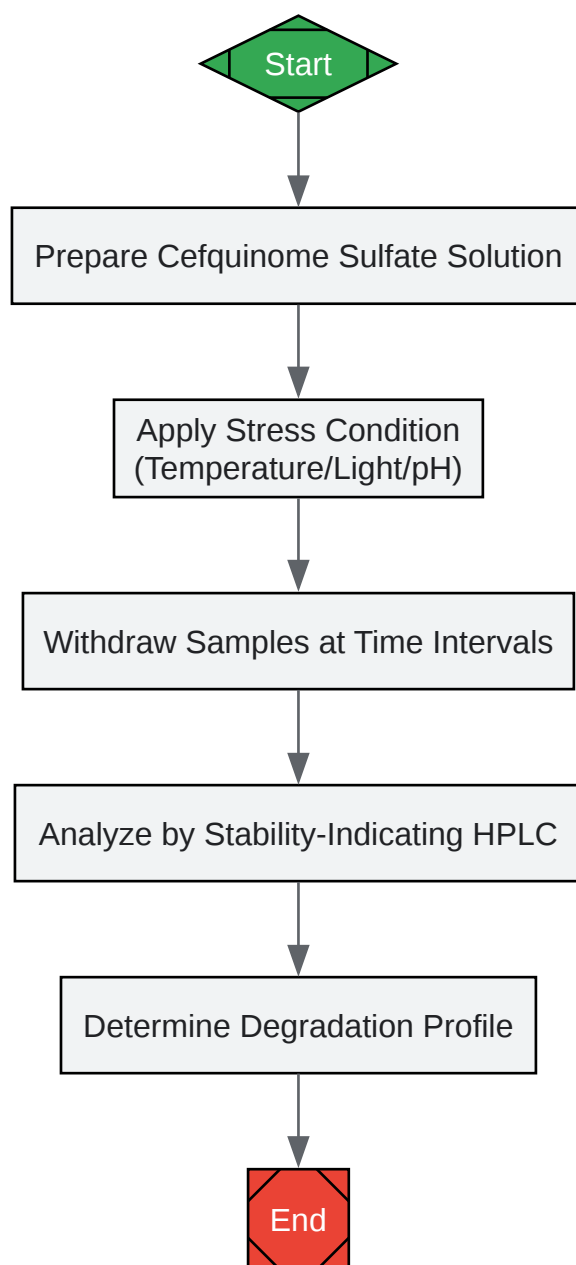 Start
Prepare Cefquinome Sulfate Solution
Apply Stress Condition
(Temperature/Light/pH)
Withdraw Samples at Time Intervals
Analyze by Stability-Indicating HPLC
Determine Degradation Profile
End